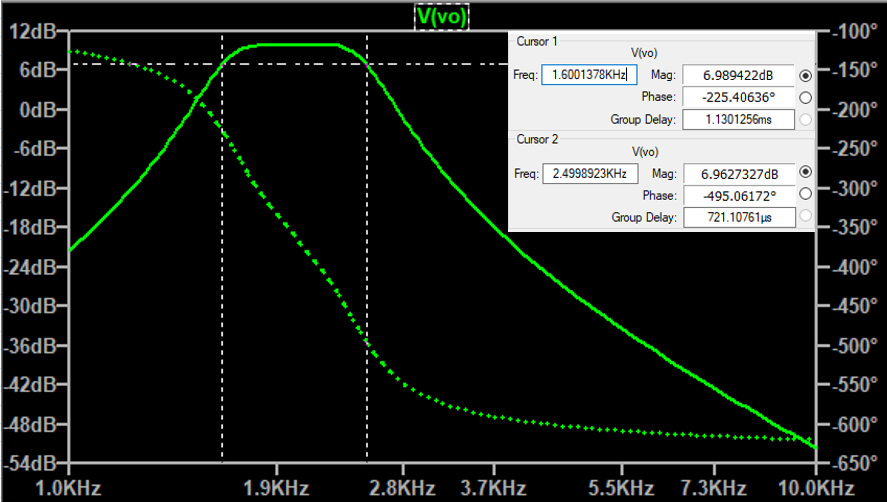 V(vo)
12dB
6dB
0dB
-6dB
-12dB
-18dB
-24dB
-30dB
-36dB
-42dB
-48dB
-54dB
-100°
-150°
-200°
-250°
-300°
-350°
-400°
-450°
-500°
-550°
-600°
-650°
1.0KHz
1.9KHz
2.8KHz
3.7KHz
5.5KHz
7.3KHz
10.0KHz
Cursor 1
V(vo)
Freq: 1.6001378KHz Mag: 6.989422dB
Phase: -225.40636°
Group Delay: 1.1301256ms
Cursor 2
V(vo)
Freq: 2.4998923KHz Mag: 6.9627327dB
Phase: -495.06172°
Group Delay: 721.10761µs